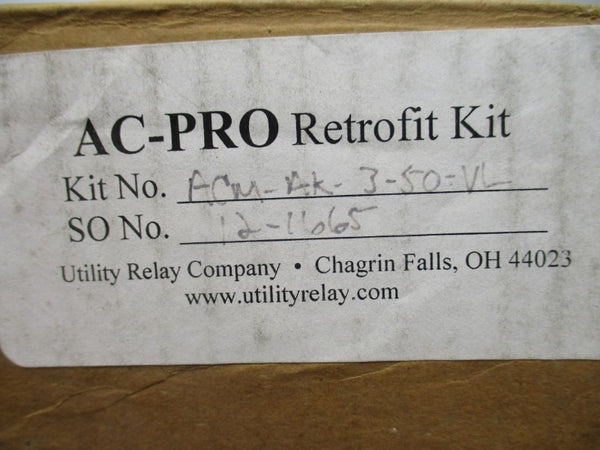 AC-PRO Retrofit Kit
Kit No. ACM-AK-3-50-VL
SO No. 12-11665
Utility Relay Company • Chagrin Falls, OH 44023
www.utilityrelay.com